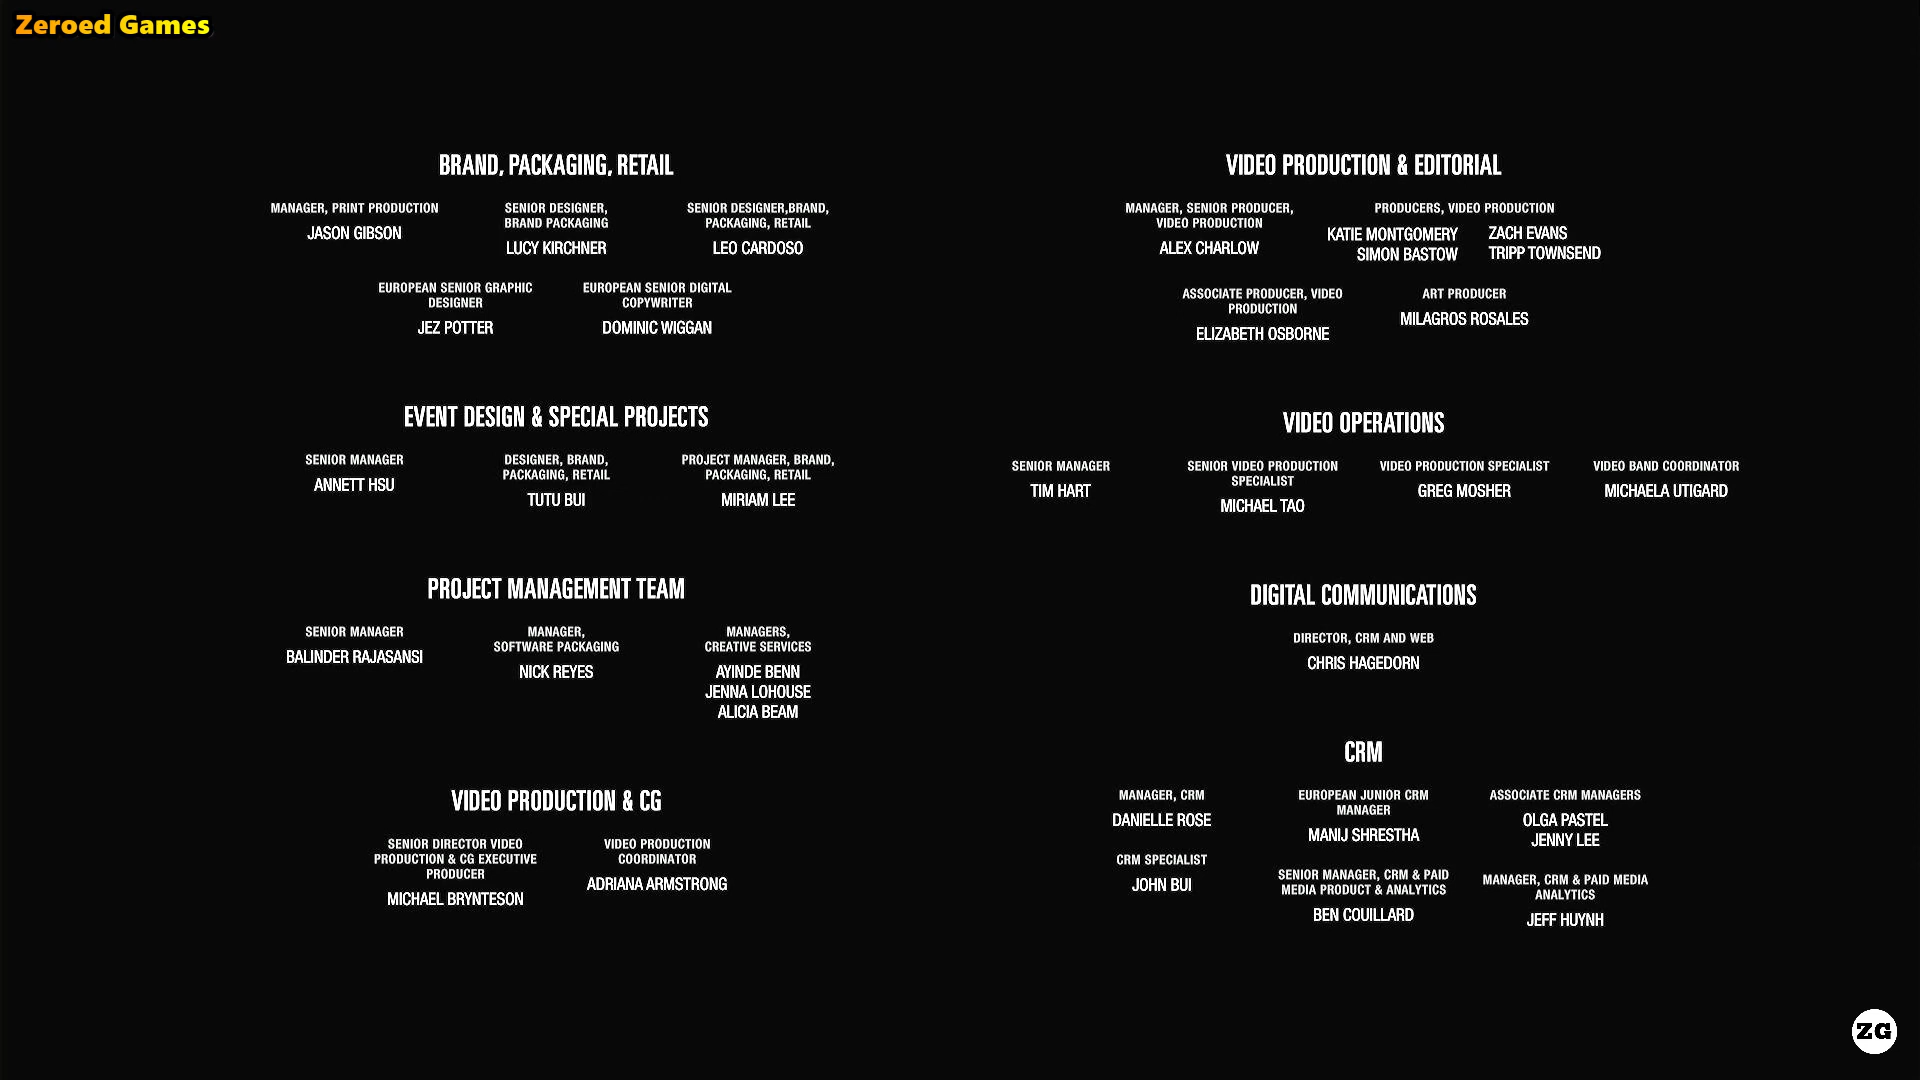 Zeroed Games
BRAND, PACKAGING, RETAIL
MANAGER, PRINT PRODUCTION
JASON GIBSON
SENIOR DESIGNER,
BRAND PACKAGING
LUCY KIRCHNER
SENIOR DESIGNER,BRAND,
PACKAGING, RETAIL
LEO CARDOSO
EUROPEAN SENIOR GRAPHIC
DESIGNER
JEZ POTTER
EUROPEAN SENIOR DIGITAL
COPYWRITER
DOMINIC WIGGAN
EVENT DESIGN & SPECIAL PROJECTS
SENIOR MANAGER
ANNETT HSU
DESIGNER, BRAND,
PACKAGING, RETAIL
TUTU BUI
PROJECT MANAGER, BRAND,
PACKAGING, RETAIL
MIRIAM LEE
PROJECT MANAGEMENT TEAM
SENIOR MANAGER
BALINDER RAJASANSI
MANAGER,
SOFTWARE PACKAGING
NICK REYES
MANAGERS,
CREATIVE SERVICES
AYINDE BENN
JENNA LOHOUSE
ALICIA BEAM
VIDEO PRODUCTION & CG
SENIOR DIRECTOR VIDEO
PRODUCTION & CG EXECUTIVE
PRODUCER
MICHAEL BRYNTESON
VIDEO PRODUCTION
COORDINATOR
ADRIANA ARMSTRONG
VIDEO PRODUCTION & EDITORIAL
MANAGER, SENIOR PRODUCER,
VIDEO PRODUCTION
ALEX CHARLOW
PRODUCERS, VIDEO PRODUCTION
KATIE MONTGOMERY
SIMON BASTOW
ZACH EVANS
TRIPP TOWNSEND
ASSOCIATE PRODUCER, VIDEO
PRODUCTION
ELIZABETH OSBORNE
ART PRODUCER
MILAGROS ROSALES
VIDEO OPERATIONS
SENIOR MANAGER
TIM HART
SENIOR VIDEO PRODUCTION
SPECIALIST
MICHAEL TAO
VIDEO PRODUCTION SPECIALIST
GREG MOSHER
VIDEO BAND COORDINATOR
MICHAELA UTIGARD
DIGITAL COMMUNICATIONS
DIRECTOR, CRM AND WEB
CHRIS HAGEDORN
CRM
MANAGER, CRM
DANIELLE ROSE
EUROPEAN JUNIOR CRM
MANAGER
MANIJ SHRESTHA
ASSOCIATE CRM MANAGERS
OLGA PASTEL
JENNY LEE
CRM SPECIALIST
JOHN BUI
SENIOR MANAGER, CRM & PAID
MEDIA PRODUCT & ANALYTICS
BEN COUILLARD
MANAGER, CRM & PAID MEDIA
ANALYTICS
JEFF HUYNH
ZG